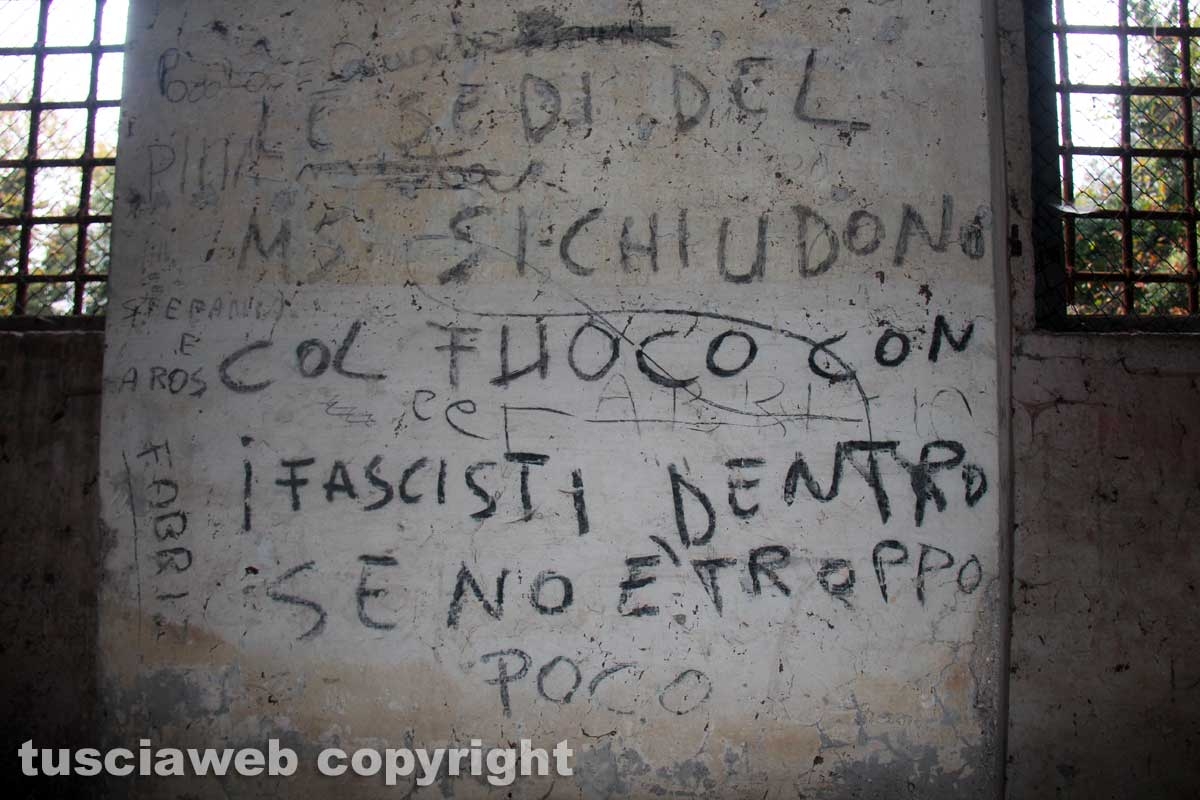 LE SEDI DEL
MSI SI CHIUDONO
COL FUOCO CON
i FASCISTI DENTRO
SE NO È TROPPO
POCO
STEFANO
E
AROS
FABRI
tusciaweb copyright